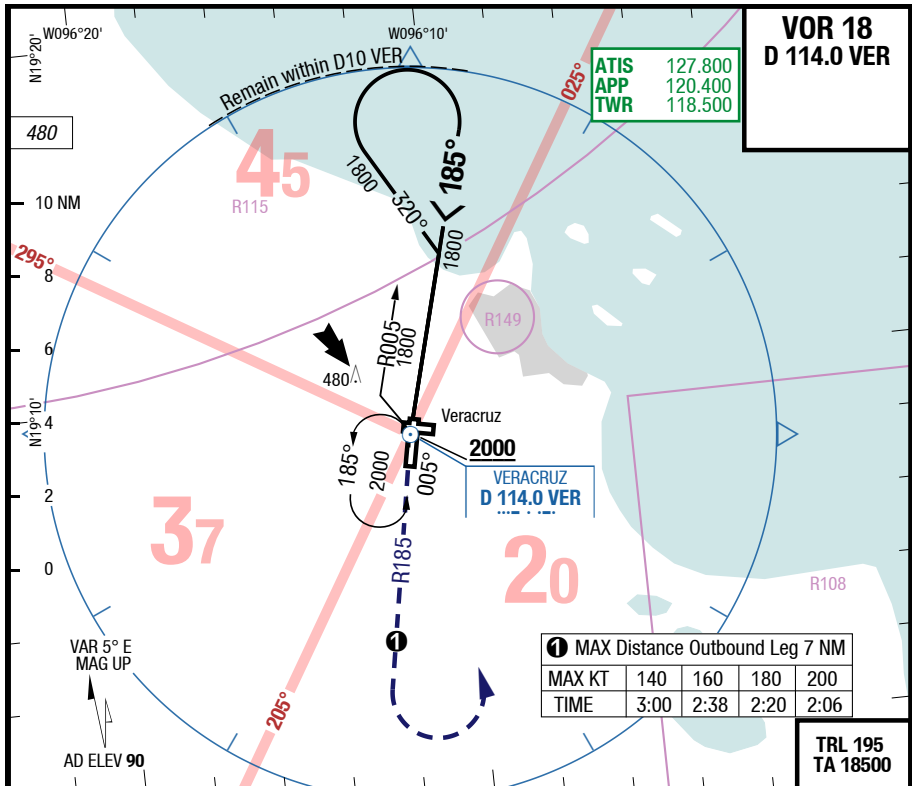 W096°20'
W096°10'
N19°20'
VOR 18
D 114.0 VER
Remain within D10 VER
ATIS 127.800
APP 120.400
TWR 118.500
025°
480
45
185°
1800
320°
R115
10 NM
1800
295°
8
R005
1800
R149
6
480
N19°10'
4
Veracruz
2000
185°
2000
005°
VERACRUZ
D 114.0 VER
2
37
R185
20
0
R108
VAR 5° E
MAG UP
1
1 MAX Distance Outbound Leg 7 NM
MAX KT 140 160 180 200
TIME 3:00 2:38 2:20 2:06
205°
AD ELEV 90
TRL 195
TA 18500